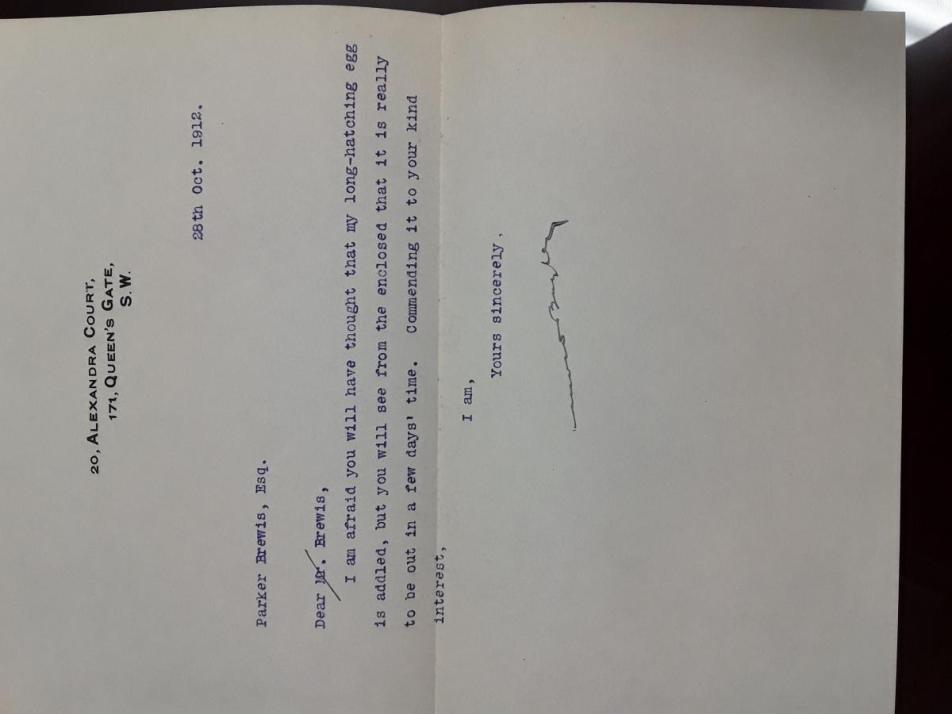 20, ALEXANDRA COURT,
171, QUEEN'S GATE,
S.W.
28th Oct. 1912.
Parker Brewis, Esq.
Dear Mr. Brewis,
I am afraid you will have thought that my long-hatching egg
is addled, but you will see from the enclosed that it is really
to be out in a few days' time. Commending it to your kind
interest,
I am,
Yours sincerely,